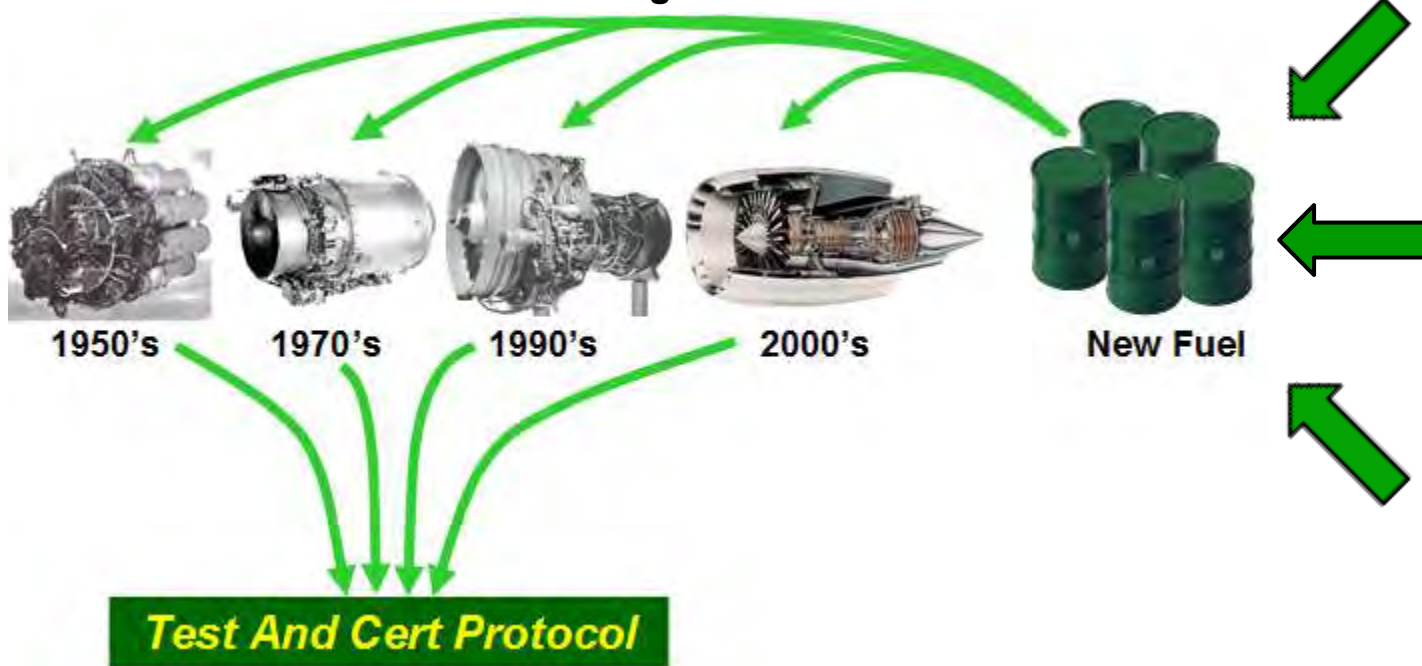 1950's
1970's
1990's
2000's
New Fuel
Test And Cert Protocol